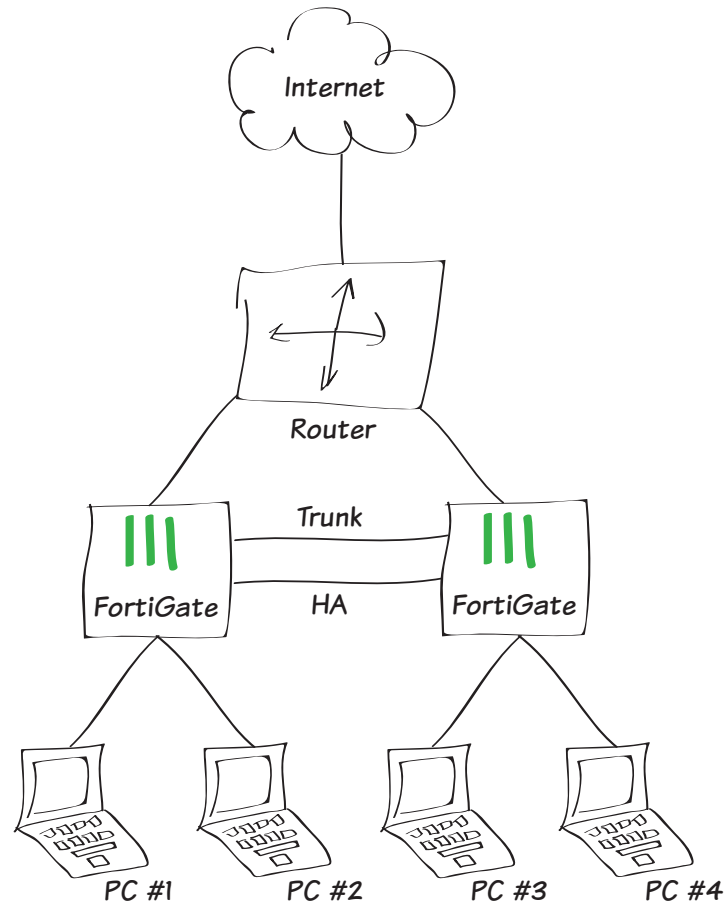 Internet
Router
Trunk
FortiGate
HA
FortiGate
PC #1
PC #2
PC #3
PC #4